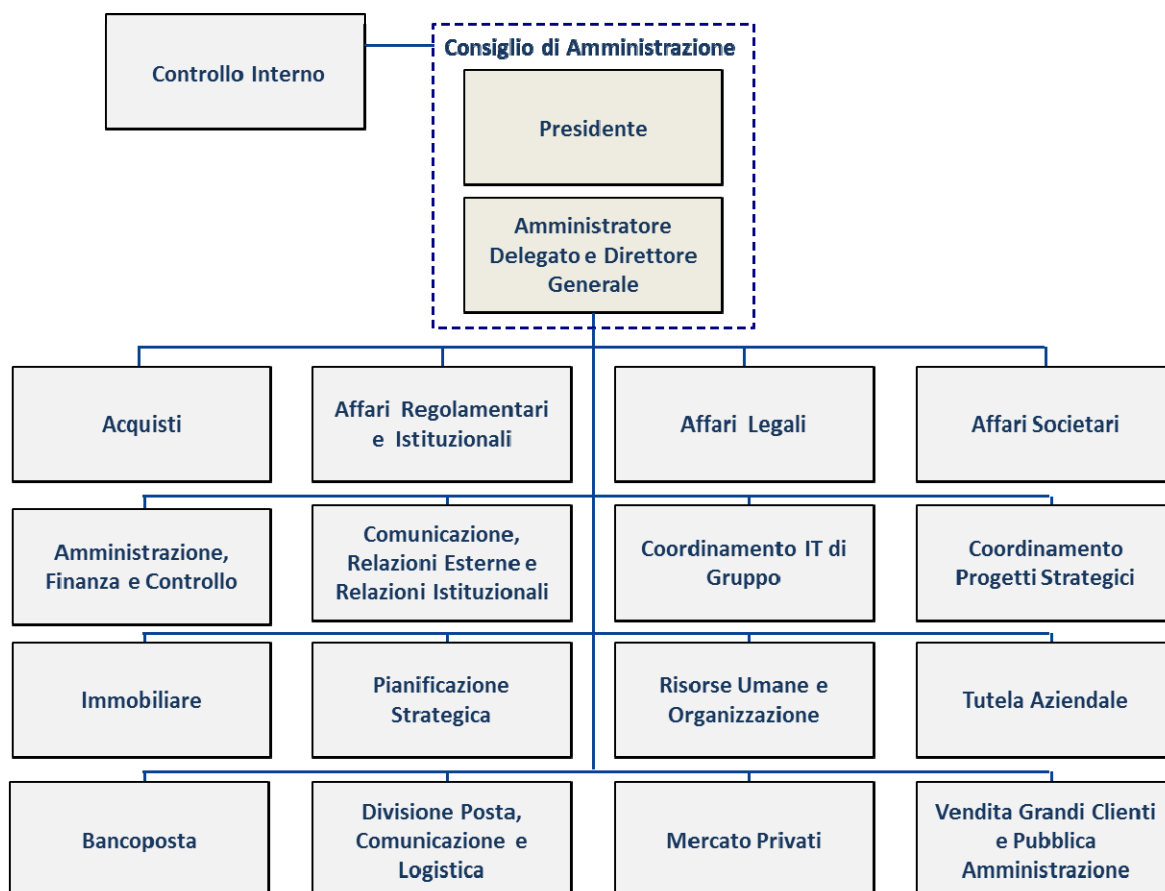 Consiglio di Amministrazione
Controllo Interno
Presidente
Amministratore
Delegato e Direttore
Generale
Acquisti
Affari Regolamentari
e Istituzionali
Affari Legali
Affari Societari
Amministrazione,
Finanza e Controllo
Comunicazione,
Relazioni Esterne e
Relazioni Istituzionali
Coordinamento IT di
Gruppo
Coordinamento
Progetti Strategici
Immobiliare
Pianificazione
Strategica
Risorse Umane e
Organizzazione
Tutela Aziendale
Bancoposta
Divisione Posta,
Comunicazione e
Logistica
Mercato Privati
Vendita Grandi Clienti
e Pubblica
Amministrazione